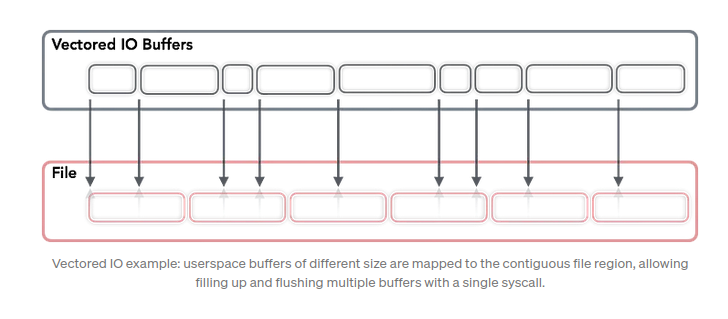 Vectored IO Buffers
File
Vectored IO example: userspace buffers of different size are mapped to the contiguous file region, allowing
filling up and flushing multiple buffers with a single syscall.